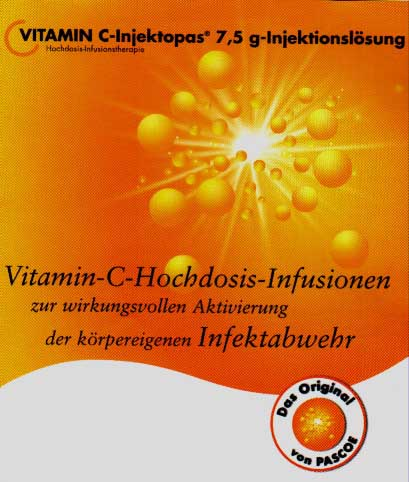 VITAMIN C-Injektopas® 7,5 g-Injektionslösung
Hochdosis-Infusionstherapie
Vitamin-C-Hochdosis-Infusionen
zur wirkungsvollen Aktivierung
der körpereigenen Infektabwehr
Das Original
von PASCOE